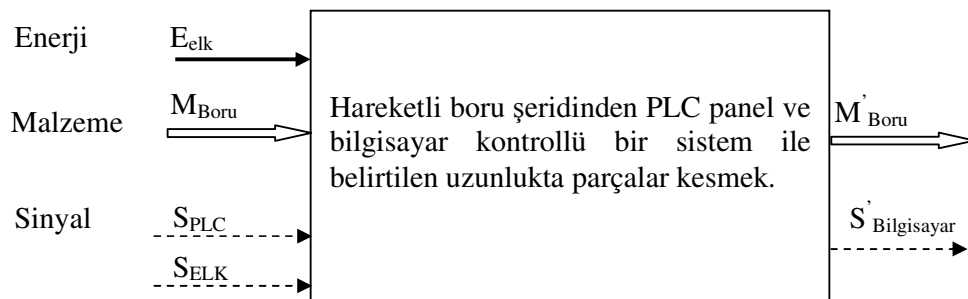 Enerji
E_elk
Malzeme
M_Boru
Hareketli boru şeridinden PLC panel ve
bilgisayar kontrollü bir sistem ile
belirtilen uzunlukta parçalar kesmek.
M'_Boru
Sinyal
S_PLC
S_ELK
S'_Bilgisayar